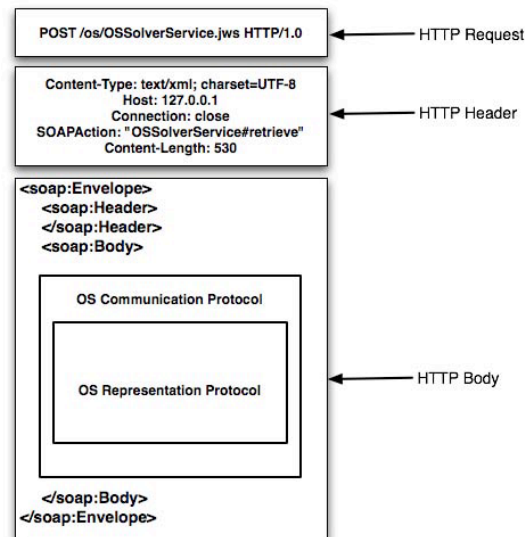 POST /os/OSSolverService.jws HTTP/1.0
HTTP Request
Content-Type: text/xml; charset=UTF-8
Host: 127.0.0.1
Connection: close
SOAPAction: "OSSolverService#retrieve"
Content-Length: 530
HTTP Header
<soap:Envelope>
<soap:Header>
</soap:Header>
<soap:Body>
OS Communication Protocol
OS Representation Protocol
HTTP Body
</soap:Body>
</soap:Envelope>